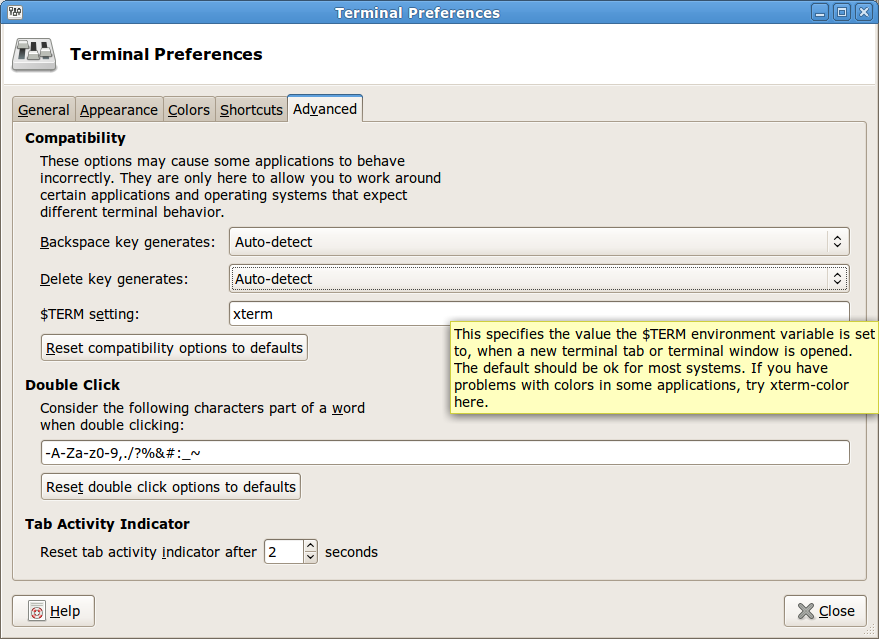 Terminal Preferences
Terminal Preferences
General Appearance Colors Shortcuts Advanced
Compatibility
These options may cause some applications to behave
incorrectly. They are only here to allow you to work around
certain applications and operating systems that expect
different terminal behavior.
Backspace key generates: Auto-detect
Delete key generates: Auto-detect
$TERM setting: xterm
This specifies the value the $TERM environment variable is set
to, when a new terminal tab or terminal window is opened.
The default should be ok for most systems. If you have
problems with colors in some applications, try xterm-color
here.
Reset compatibility options to defaults
Double Click
Consider the following characters part of a word
when double clicking:
-A-Za-z0-9,./?%&#:_~
Reset double click options to defaults
Tab Activity Indicator
Reset tab activity indicator after 2 seconds
Help Close